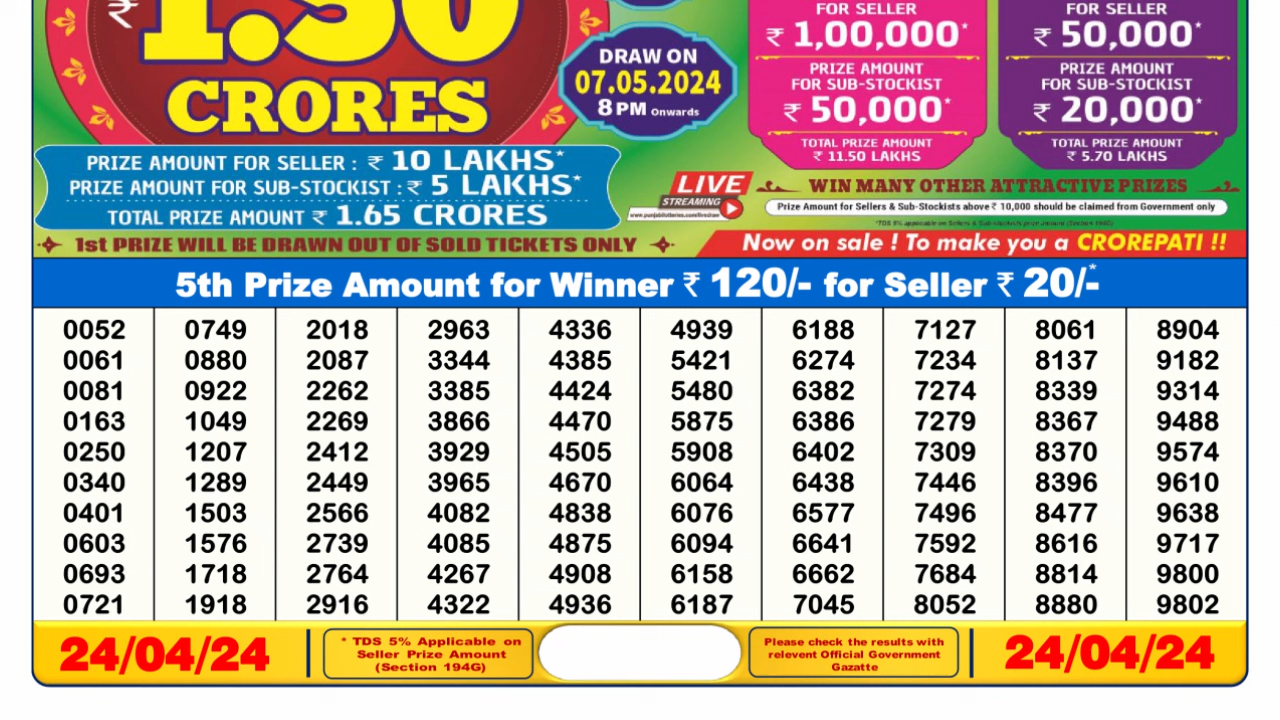 ₹ 1.50
CRORES
DRAW ON
07.05.2024
8 PM Onwards
FOR SELLER
₹ 1,00,000*
PRIZE AMOUNT
FOR SUB-STOCKIST
₹ 50,000*
TOTAL PRIZE AMOUNT
₹ 11.50 LAKHS
FOR SELLER
₹ 50,000*
PRIZE AMOUNT
FOR SUB-STOCKIST
₹ 20,000*
TOTAL PRIZE AMOUNT
₹ 5.70 LAKHS
PRIZE AMOUNT FOR SELLER : ₹ 10 LAKHS*
PRIZE AMOUNT FOR SUB-STOCKIST : ₹ 5 LAKHS*
TOTAL PRIZE AMOUNT ₹ 1.65 CRORES
LIVE
STREAMING
WIN MANY OTHER ATTRACTIVE PRIZES
Prize Amount for Sellers & Sub-Stockists above ₹ 10,000 should be claimed from Government only
1st PRIZE WILL BE DRAWN OUT OF SOLD TICKETS ONLY
Now on sale ! To make you a CROREPATI !!
5th Prize Amount for Winner ₹ 120/- for Seller ₹ 20/-*
0052 0749 2018 2963 4336 4939 6188 7127 8061 8904
0061 0880 2087 3344 4385 5421 6274 7234 8137 9182
0081 0922 2262 3385 4424 5480 6382 7274 8339 9314
0163 1049 2269 3866 4470 5875 6386 7279 8367 9488
0250 1207 2412 3929 4505 5908 6402 7309 8370 9574
0340 1289 2449 3965 4670 6064 6438 7446 8396 9610
0401 1503 2566 4082 4838 6076 6577 7496 8477 9638
0603 1576 2739 4085 4875 6094 6641 7592 8616 9717
0693 1718 2764 4267 4908 6158 6662 7684 8814 9800
0721 1918 2916 4322 4936 6187 7045 8052 8880 9802
24/04/24
* TDS 5% Applicable on
Seller Prize Amount
(Section 194G)
Please check the results with
relevent Official Government
Gazatte
24/04/24